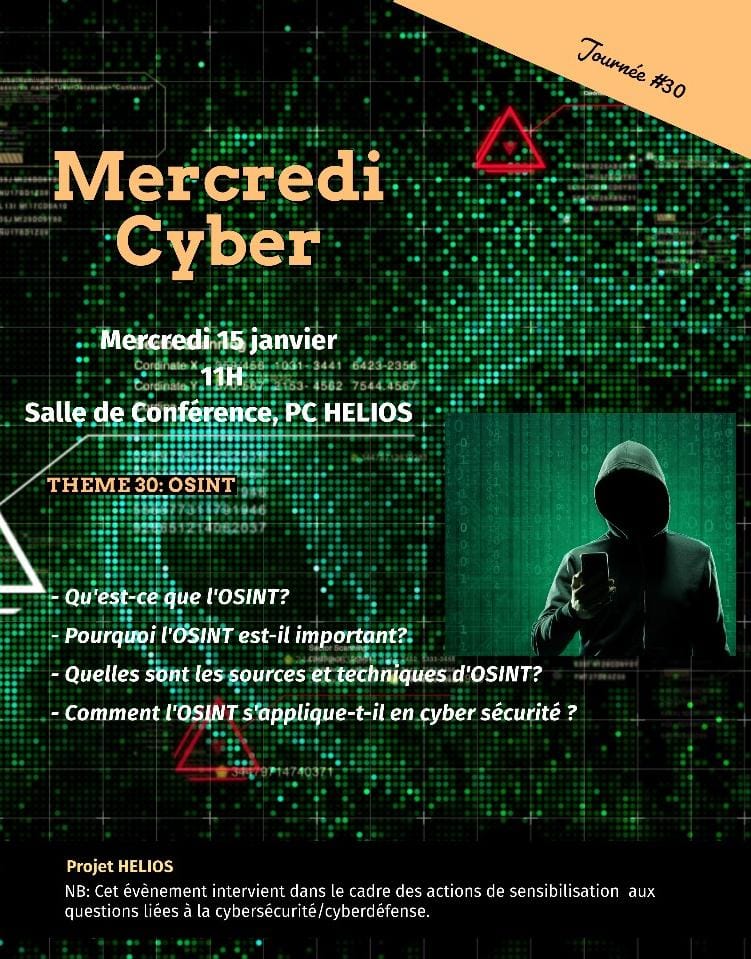 Journée #30
Mercredi
Cyber
Mercredi 15 janvier
11H
Salle de Conférence, PC HELIOS
THEME 30: OSINT
- Qu'est-ce que l'OSINT?
- Pourquoi l'OSINT est-il important?
- Quelles sont les sources et techniques d'OSINT?
- Comment l'OSINT s'applique-t-il en cyber sécurité ?
34479714740371
Projet HELIOS
NB: Cet évènement intervient dans le cadre des actions de sensibilisation aux
questions liées à la cybersécurité/cyberdéfense.